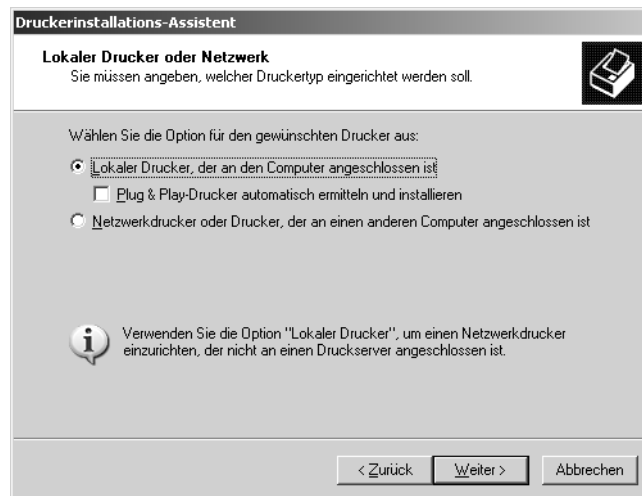 Druckerinstallations-Assistent
Lokaler Drucker oder Netzwerk
Sie müssen angeben, welcher Druckertyp eingerichtet werden soll.
Wählen Sie die Option für den gewünschten Drucker aus:
Lokaler Drucker, der an den Computer angeschlossen ist
Plug & Play-Drucker automatisch ermitteln und installieren
Netzwerkdrucker oder Drucker, der an einen anderen Computer angeschlossen ist
Verwenden Sie die Option "Lokaler Drucker", um einen Netzwerkdrucker
einzurichten, der nicht an einen Druckserver angeschlossen ist.
< Zurück Weiter > Abbrechen